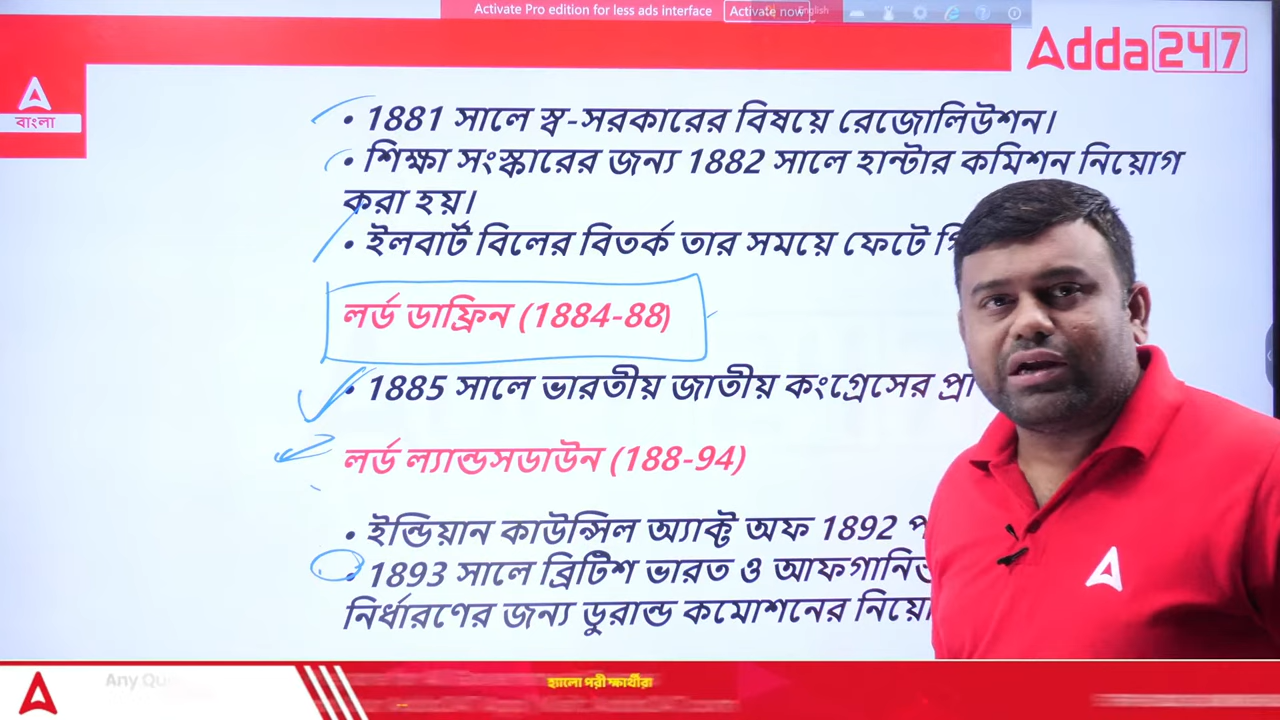 Activate Pro edition for less ads interface Activate now English
Adda247
বাংলা
• 1881 সালে স্ব-সরকারের বিষয়ে রেজোলিউশন।
• শিক্ষা সংস্কারের জন্য 1882 সালে হান্টার কমিশন নিয়োগ
করা হয়।
• ইলবার্ট বিলের বিতর্ক তার সময়ে ফেটে
লর্ড ডাফ্রিন (1884-88)
• 1885 সালে ভারতীয় জাতীয় কংগ্রেসের
লর্ড ল্যান্ডসডাউন (188-94)
• ইন্ডিয়ান কাউন্সিল অ্যাক্ট অফ 1892
• 1893 সালে ব্রিটিশ ভারত ও
নির্ধারণের জন্য ডুরান্ড কমোশনের
Any
হ্যালো পরীক্ষার্থীরা